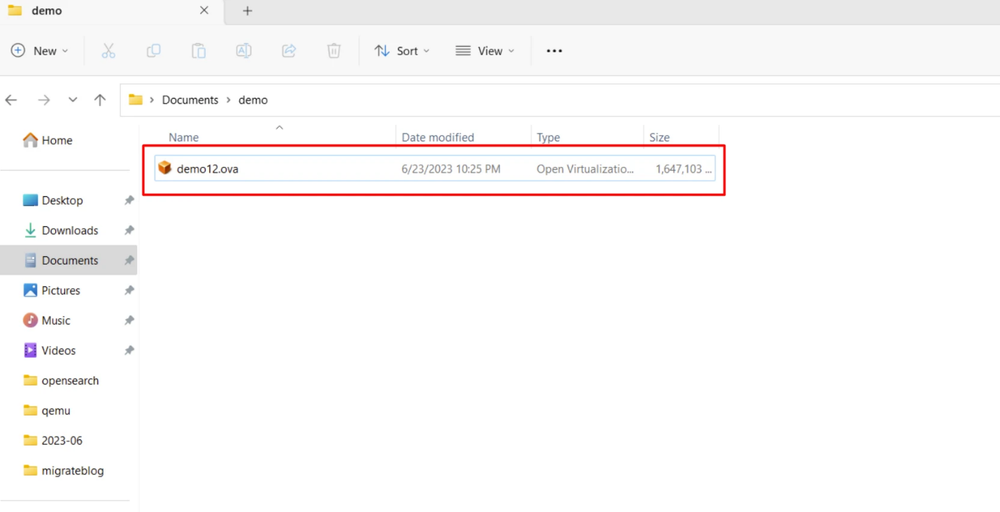 demo
New Sort View
Documents demo
Name Date modified Type Size
demo12.ova 6/23/2023 10:25 PM Open Virtualizatio... 1,647,103 ...
Home
Desktop
Downloads
Documents
Pictures
Music
Videos
opensearch
qemu
2023-06
migrateblog